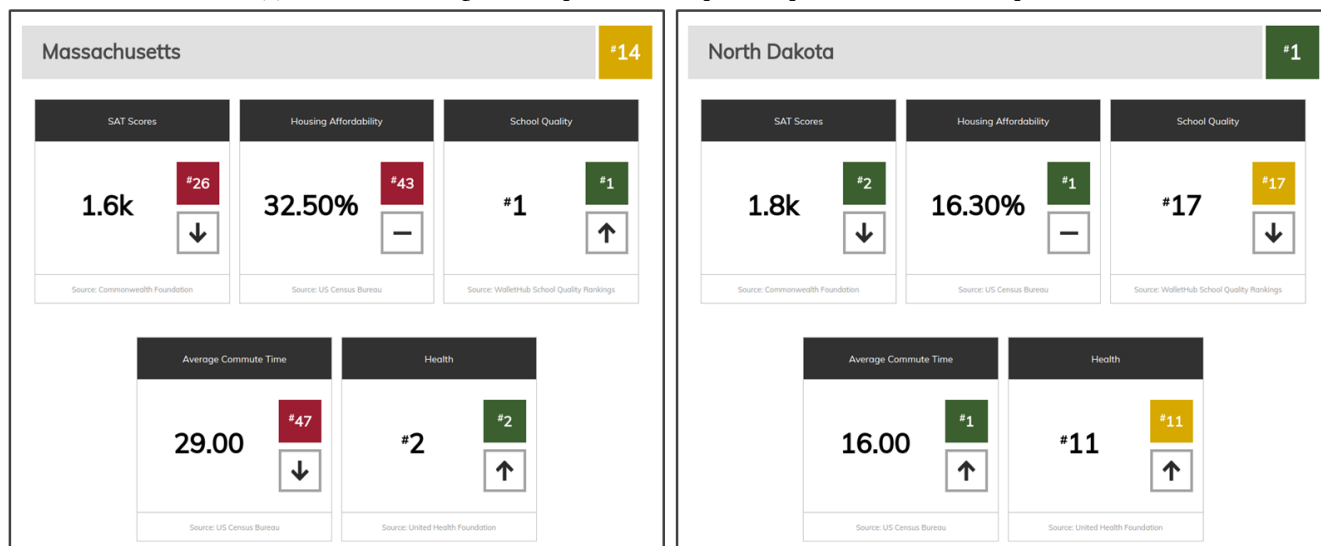 Massachusetts #14
SAT Scores
1.6k #26
Source: Commonwealth Foundation
Housing Affordability
32.50% #43
Source: US Census Bureau
School Quality
#1 #1
Source: WalletHub School Quality Rankings
Average Commute Time
29.00 #47
Source: US Census Bureau
Health
#2 #2
Source: United Health Foundation
North Dakota #1
SAT Scores
1.8k #2
Source: Commonwealth Foundation
Housing Affordability
16.30% #1
Source: US Census Bureau
School Quality
#17 #17
Source: WalletHub School Quality Rankings
Average Commute Time
16.00 #1
Source: US Census Bureau
Health
#11 #11
Source: United Health Foundation